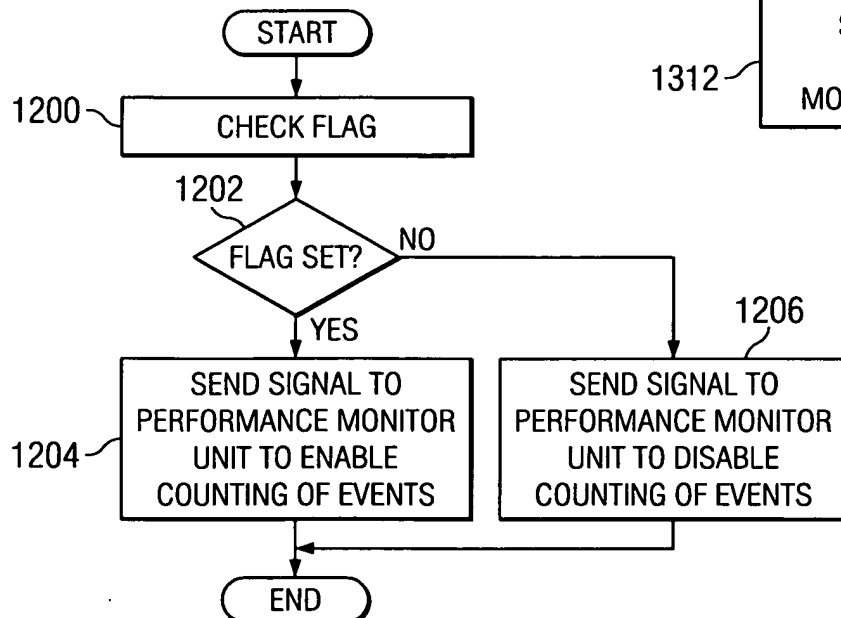 START
1200
CHECK FLAG
1202
FLAG SET?
NO
YES
1204
SEND SIGNAL TO
PERFORMANCE MONITOR
UNIT TO ENABLE
COUNTING OF EVENTS
1206
SEND SIGNAL TO
PERFORMANCE MONITOR
UNIT TO DISABLE
COUNTING OF EVENTS
END
1312